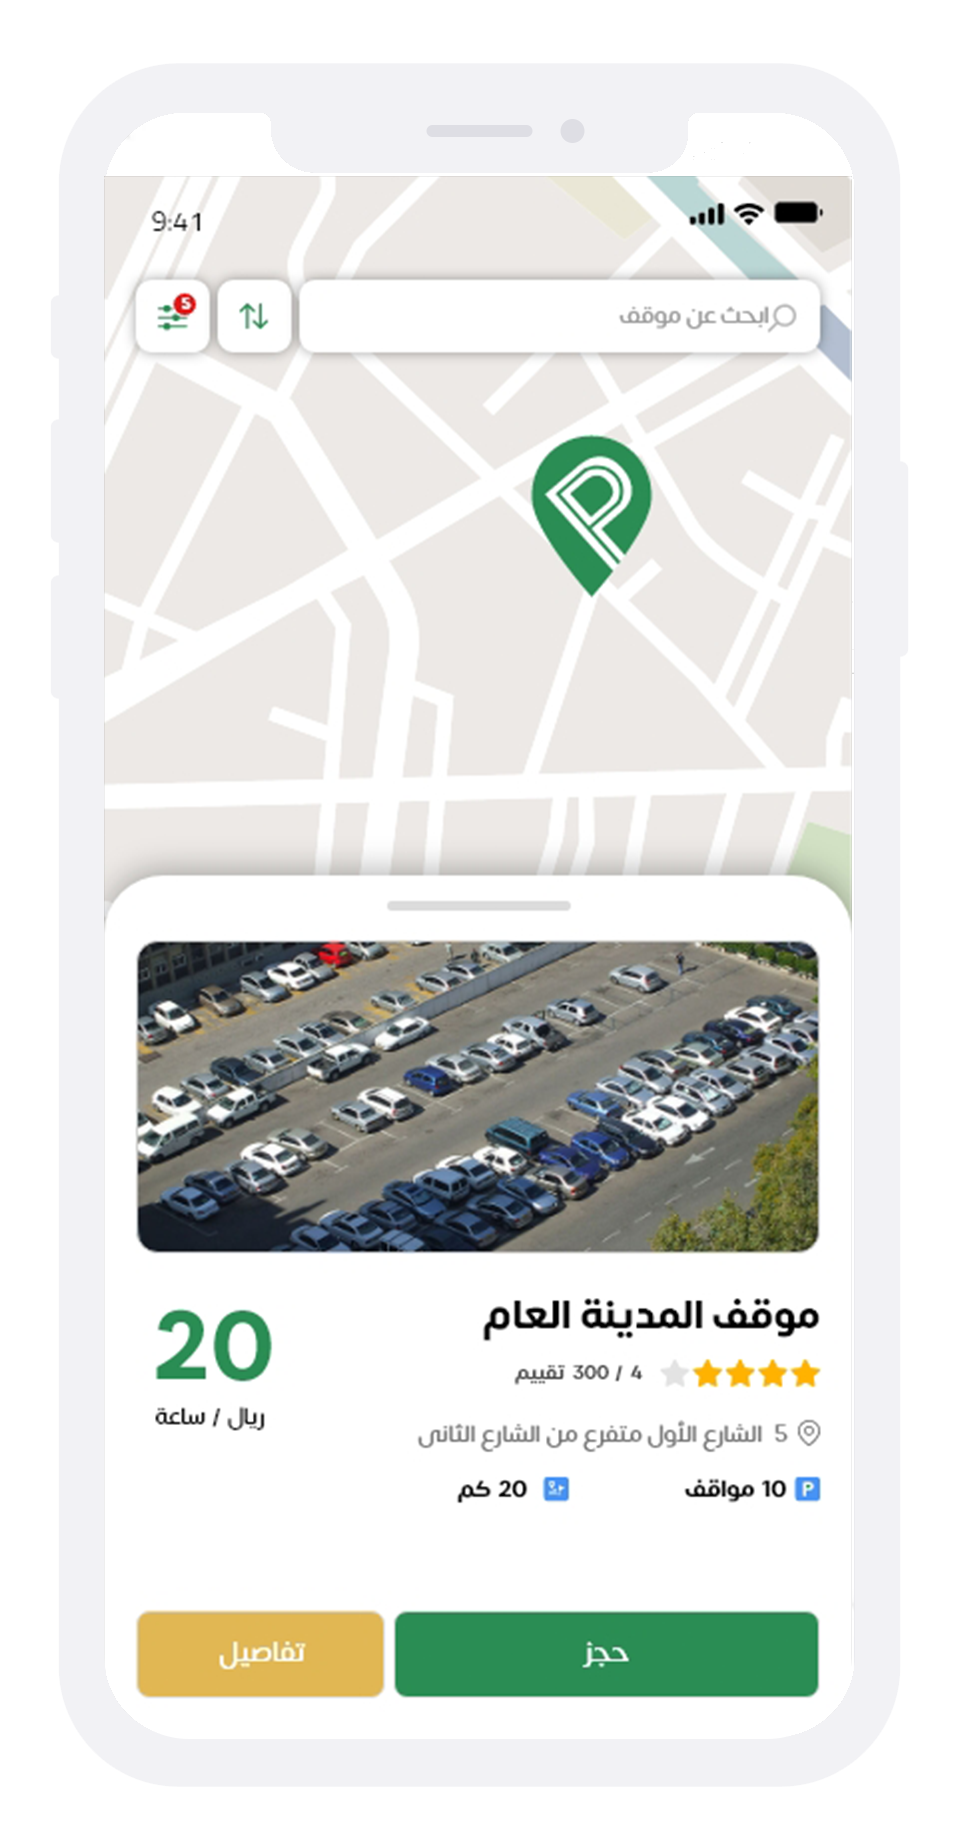 9:41
ابحث عن موقف
5
P
موقف المدينة العام
4 / 300 تقييم
20
ريال / ساعة
5 الشارع الأول متفرع من الشارع الثانى
P 10 مواقف
20 كم
حجز
تفاصيل